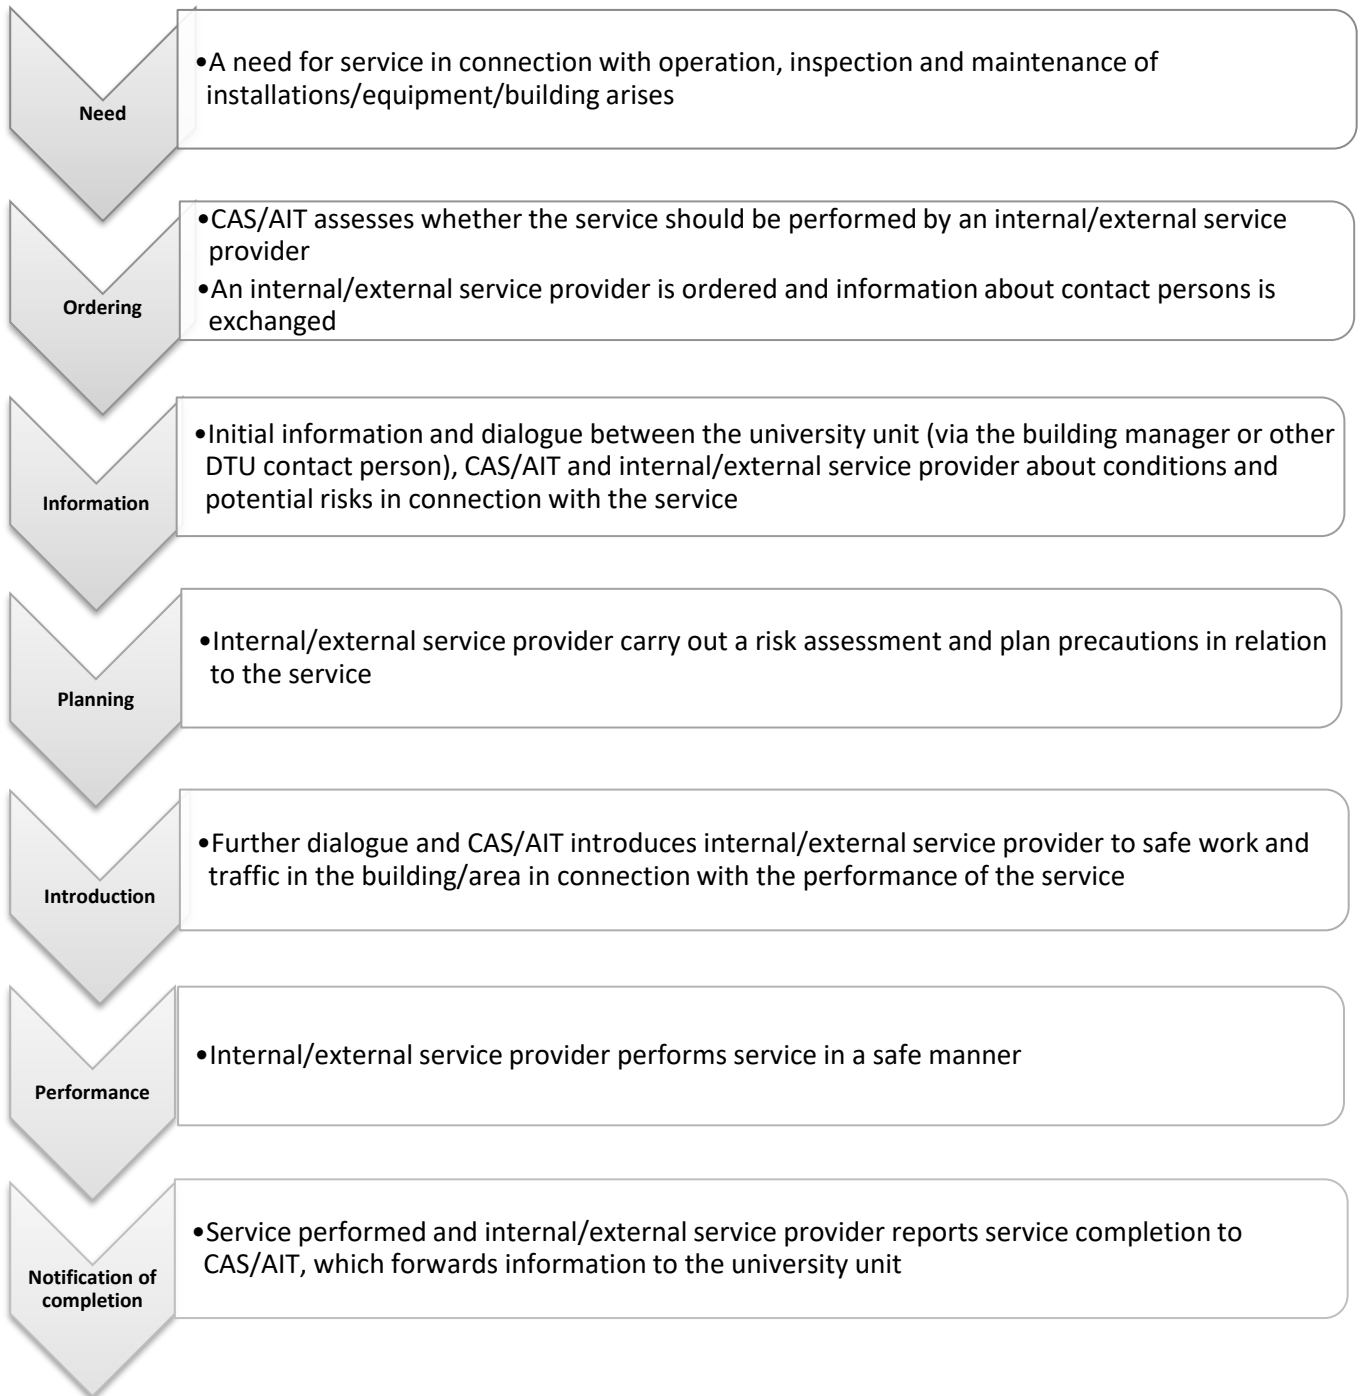 Need
•A need for service in connection with operation, inspection and maintenance of
installations/equipment/building arises
Ordering
•CAS/AIT assesses whether the service should be performed by an internal/external service
provider
•An internal/external service provider is ordered and information about contact persons is
exchanged
Information
•Initial information and dialogue between the university unit (via the building manager or other
DTU contact person), CAS/AIT and internal/external service provider about conditions and
potential risks in connection with the service
Planning
•Internal/external service provider carry out a risk assessment and plan precautions in relation
to the service
Introduction
•Further dialogue and CAS/AIT introduces internal/external service provider to safe work and
traffic in the building/area in connection with the performance of the service
Performance
•Internal/external service provider performs service in a safe manner
Notification of
completion
•Service performed and internal/external service provider reports service completion to
CAS/AIT, which forwards information to the university unit